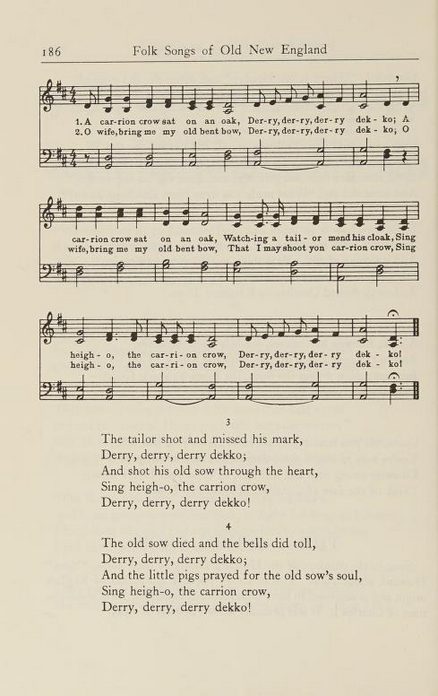 186 Folk Songs of Old New England
1. A car-rion crow sat on an oak, Der-ry, der-ry, der-ry dek - ko; A
2. O wife, bring me my old bent bow, Der-ry, der-ry, der-ry dek - ko; O
car-rion crow sat on an oak, Watch-ing a tail - or mend his cloak, Sing
wife, bring me my old bent bow, That I may shoot yon car-rion crow, Sing
heigh - o, the car-ri - on crow, Der-ry, der-ry, der-ry dek - ko!
heigh - o, the car-ri - on crow, Der-ry, der-ry, der-ry dek - ko!
3
The tailor shot and missed his mark,
Derry, derry, derry dekko;
And shot his old sow through the heart,
Sing heigh-o, the carrion crow,
Derry, derry, derry dekko!
4
The old sow died and the bells did toll,
Derry, derry, derry dekko;
And the little pigs prayed for the old sow's soul,
Sing heigh-o, the carrion crow,
Derry, derry, derry dekko!